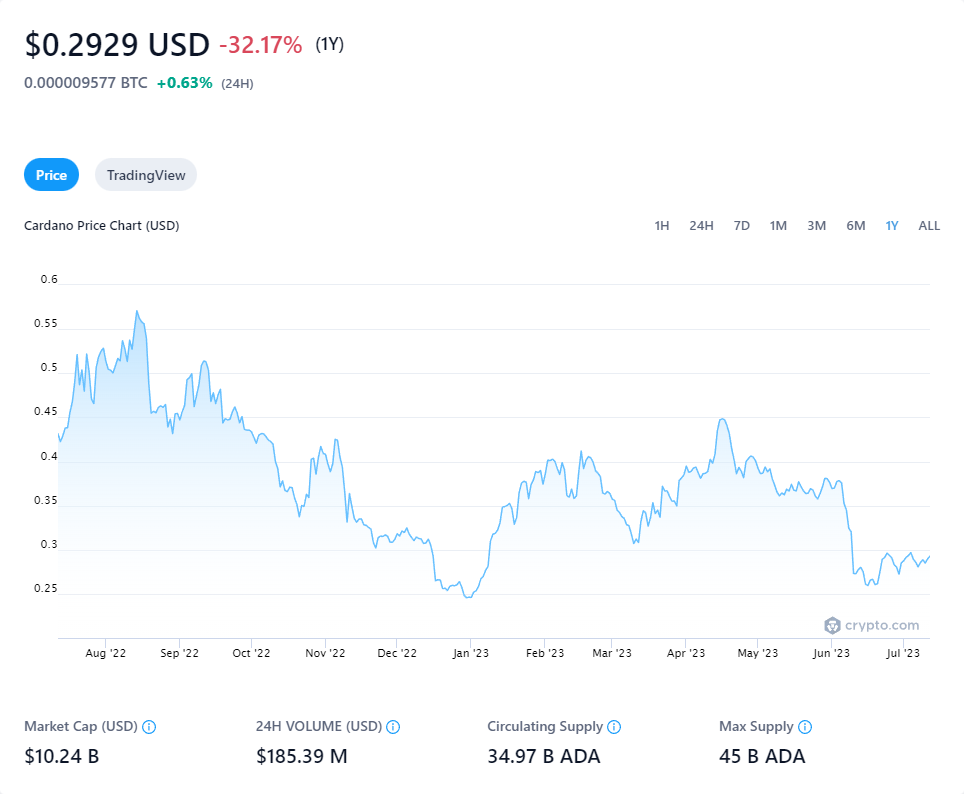 $0.2929 USD -32.17% (1Y)
0.000009577 BTC +0.63% (24H)
Price TradingView
Cardano Price Chart (USD) 1H 24H 7D 1M 3M 6M 1Y ALL
0.6
0.55
0.5
0.45
0.4
0.35
0.3
0.25
crypto.com
Aug '22 Sep '22 Oct '22 Nov '22 Dec '22 Jan '23 Feb '23 Mar '23 Apr '23 May '23 Jun '23 Jul '23
Market Cap (USD) 24H VOLUME (USD) Circulating Supply Max Supply
$10.24 B $185.39 M 34.97 B ADA 45 B ADA